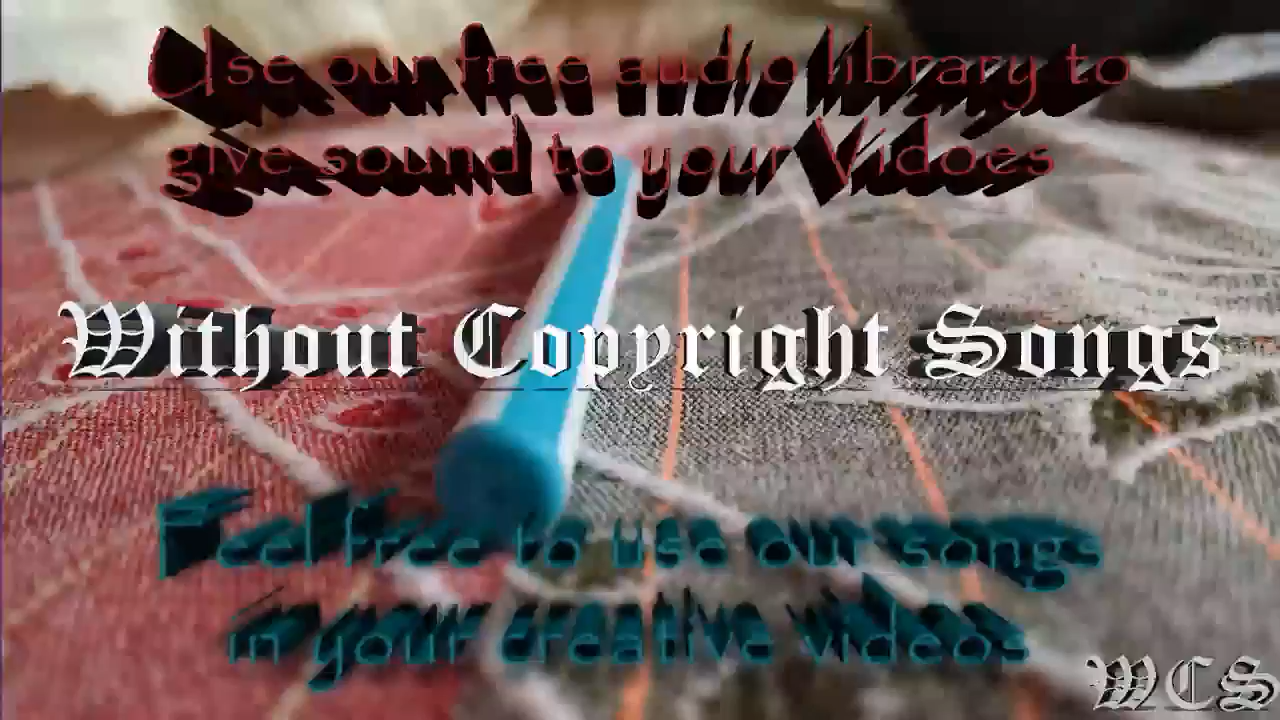 Use our free audio library to
give sound to your Vidoes
Without Copyright Songs
Feel free to use our songs
in your creative videos
WCS